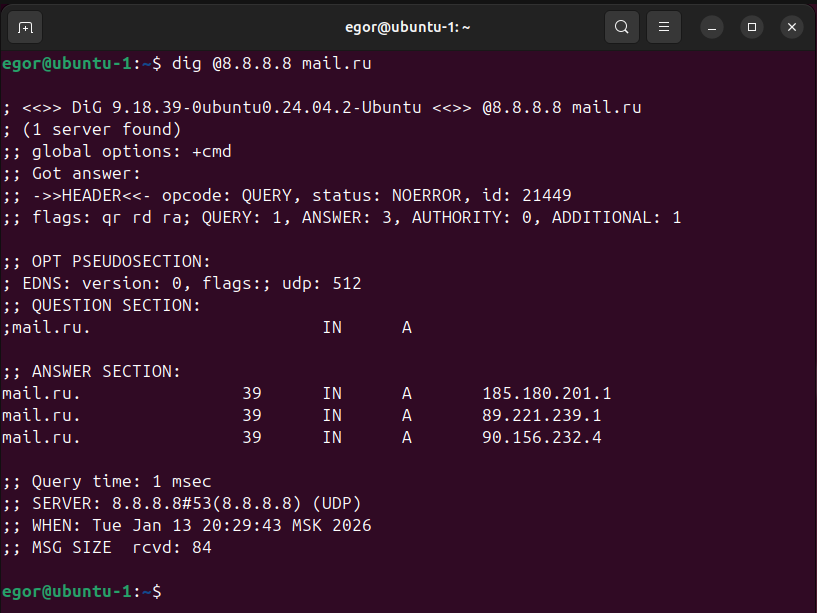 egor@ubuntu-1: ~
egor@ubuntu-1:~$ dig @8.8.8.8 mail.ru
; <<>> DiG 9.18.39-0ubuntu0.24.04.2-Ubuntu <<>> @8.8.8.8 mail.ru
; (1 server found)
;; global options: +cmd
;; Got answer:
;; ->>HEADER<<- opcode: QUERY, status: NOERROR, id: 21449
;; flags: qr rd ra; QUERY: 1, ANSWER: 3, AUTHORITY: 0, ADDITIONAL: 1
;; OPT PSEUDOSECTION:
; EDNS: version: 0, flags:; udp: 512
;; QUESTION SECTION:
;mail.ru. IN A
;; ANSWER SECTION:
mail.ru. 39 IN A 185.180.201.1
mail.ru. 39 IN A 89.221.239.1
mail.ru. 39 IN A 90.156.232.4
;; Query time: 1 msec
;; SERVER: 8.8.8.8#53(8.8.8.8) (UDP)
;; WHEN: Tue Jan 13 20:29:43 MSK 2026
;; MSG SIZE  rcvd: 84
egor@ubuntu-1:~$